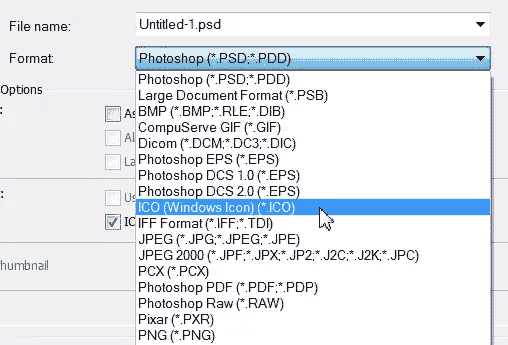 File name: Untitled-1.psd
Format: Photoshop (*.PSD;*.PDD)
Photoshop (*.PSD;*.PDD)
Options
Large Document Format (*.PSB)
: As
BMP (*.BMP;*.RLE;*.DIB)
CompuServe GIF (*.GIF)
Al
Dicom (*.DCM;*.DC3;*.DIC)
La
Photoshop EPS (*.EPS)
Photoshop DCS 1.0 (*.EPS)
: Us
Photoshop DCS 2.0 (*.EPS)
ICO (Windows Icon) (*.ICO)
IC
IFF Format (*.IFF;*.TDI)
JPEG (*.JPG;*.JPEG;*.JPE)
JPEG 2000 (*.JPF;*.JPX;*.JP2;*.J2C;*.J2K;*.JPC)
humbnail
PCX (*.PCX)
Photoshop PDF (*.PDF;*.PDP)
Photoshop Raw (*.RAW)
Pixar (*.PXR)
PNG (*.PNG)